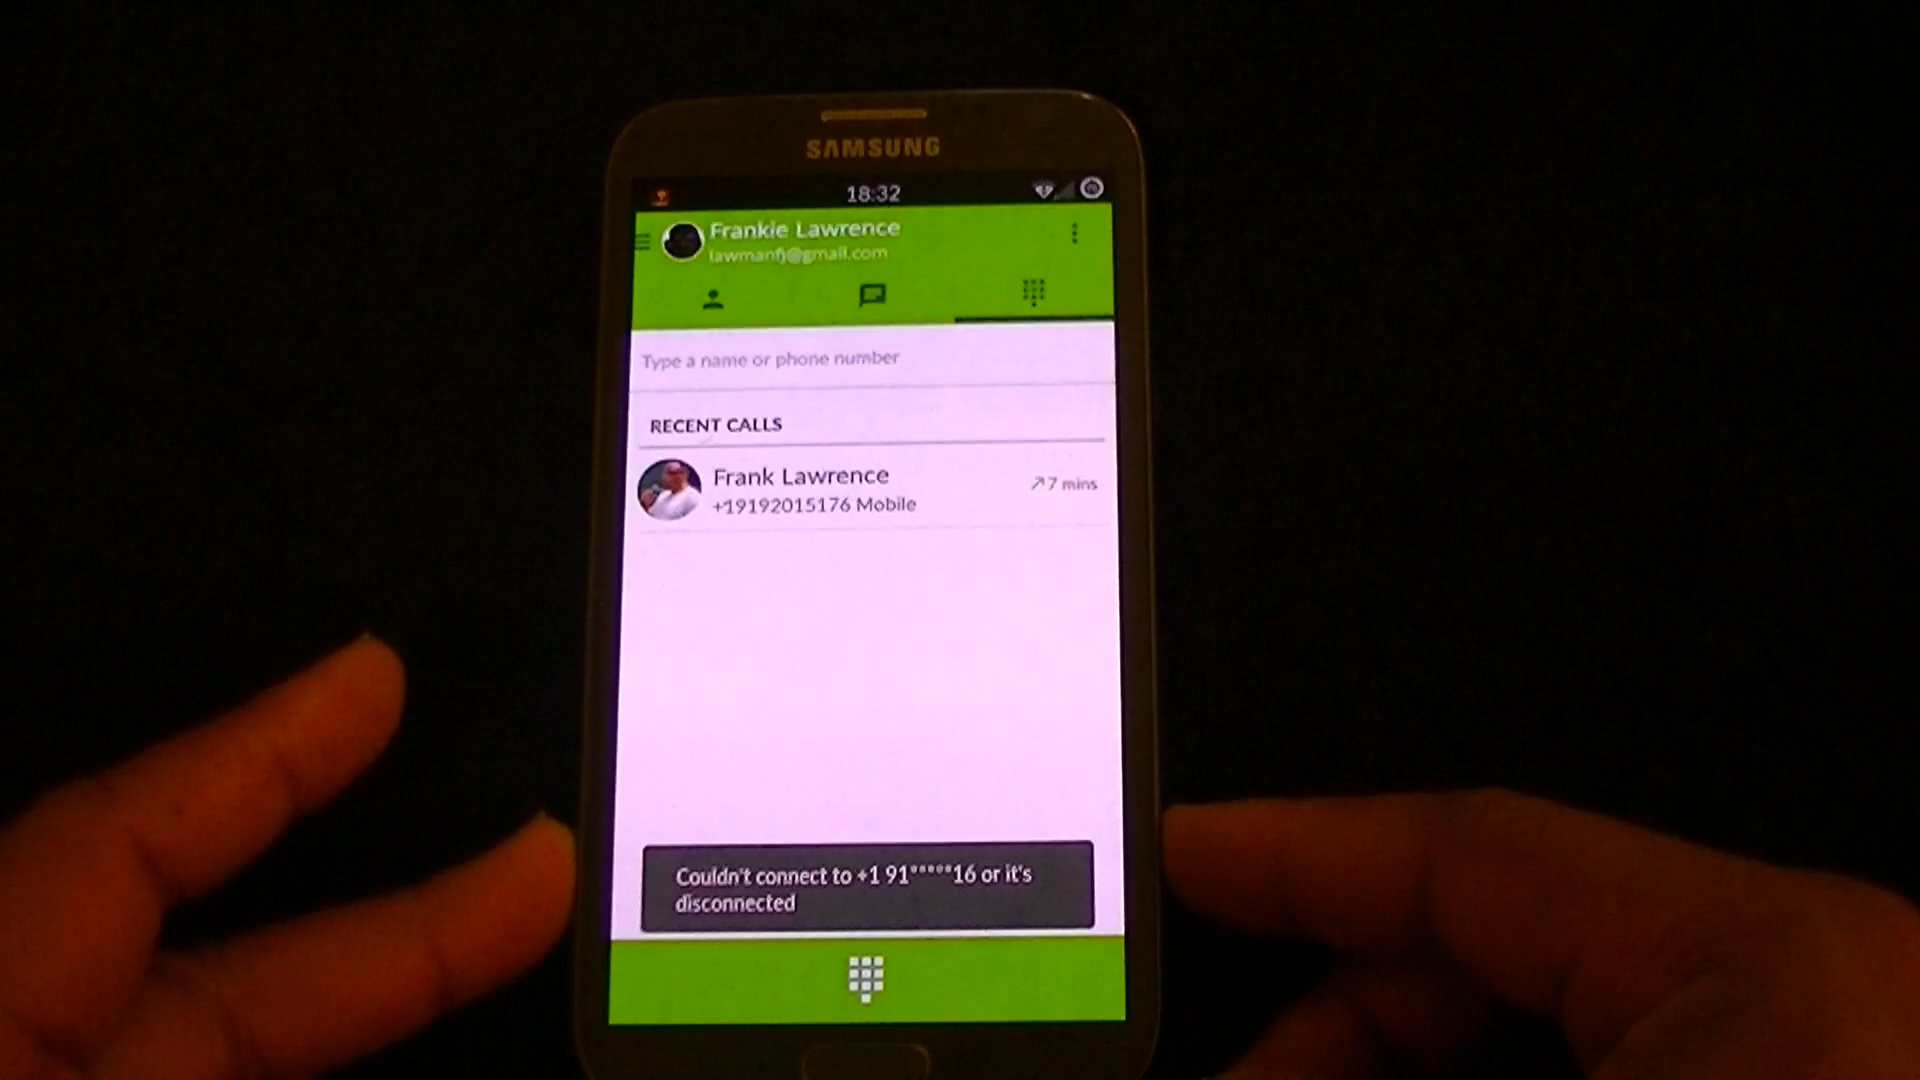 SAMSUNG
18:32
Frankie Lawrence
lawmanfj@gmail.com
Type a name or phone number
RECENT CALLS
Frank Lawrence
7 mins
+19192015176 Mobile
Couldn't connect to +1 91*****16 or it's
disconnected